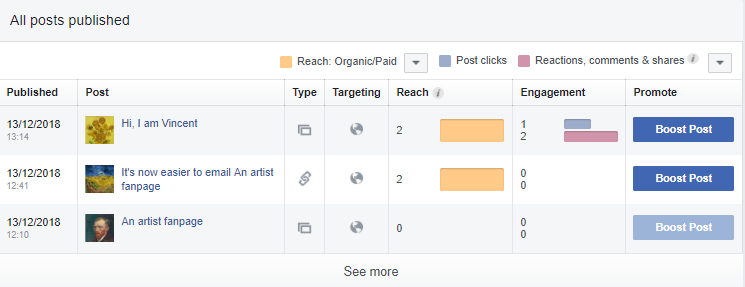 All posts published
Reach: Organic/Paid Post clicks Reactions, comments & shares i
Published Post Type Targeting Reach i Engagement Promote
13/12/2018 Hi, I am Vincent 2 1 Boost Post
13:14 2
13/12/2018 It's now easier to email An artist 2 0 Boost Post
12:41 fanpage 0
13/12/2018 An artist fanpage 0 0 Boost Post
12:10 0
See more